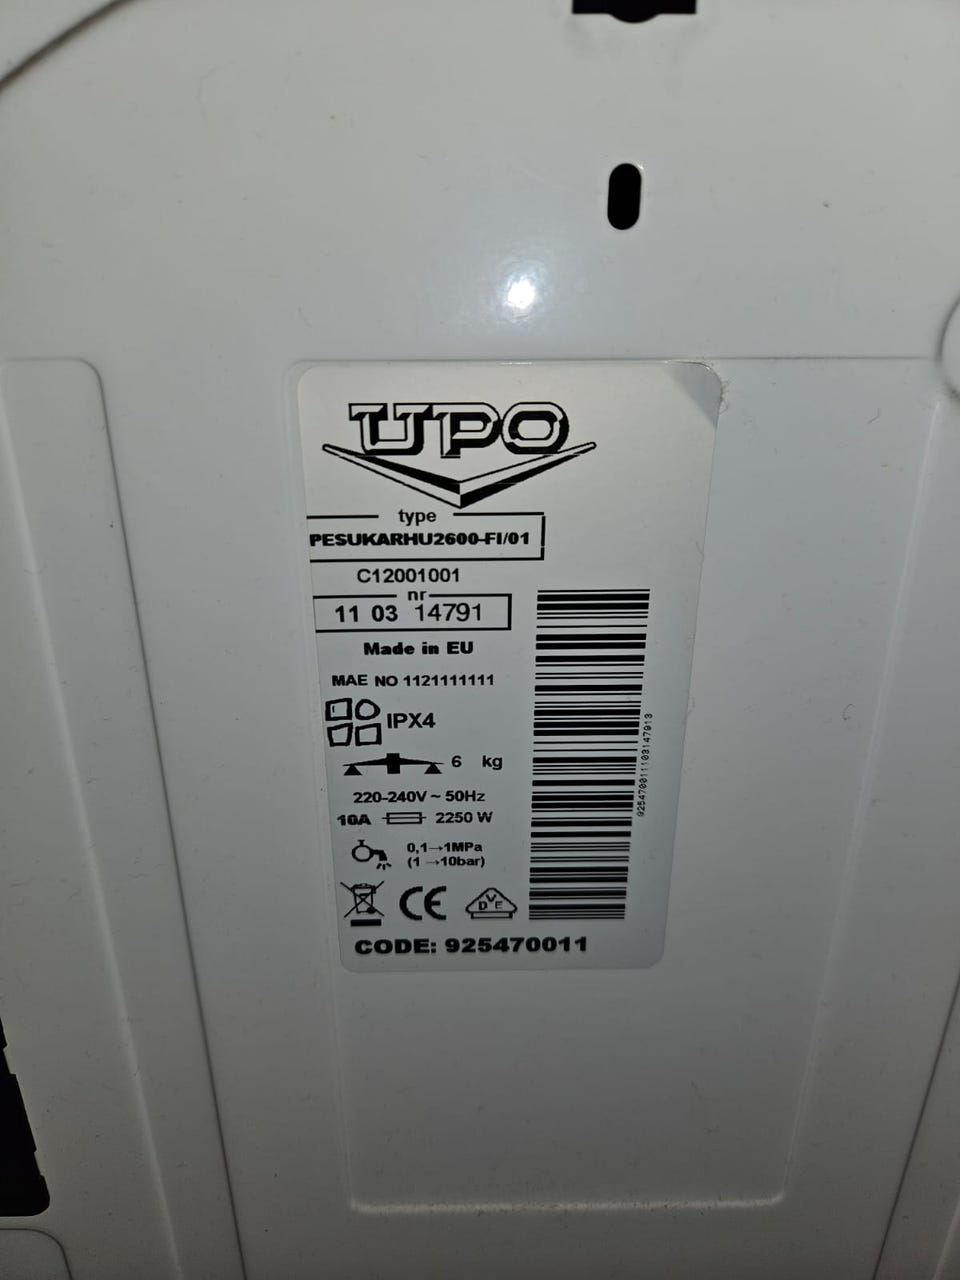 UPO
type
PESUKARHU2600-FI/01
C12001001
nr
11 03 14791
Made in EU
MAE NO 1121111111
IPX4
6 kg
220-240V ~ 50Hz
10A 2250 W
0,1→1MPa
(1 →10bar)
CE
D V E
CODE: 925470011
925470011103147913